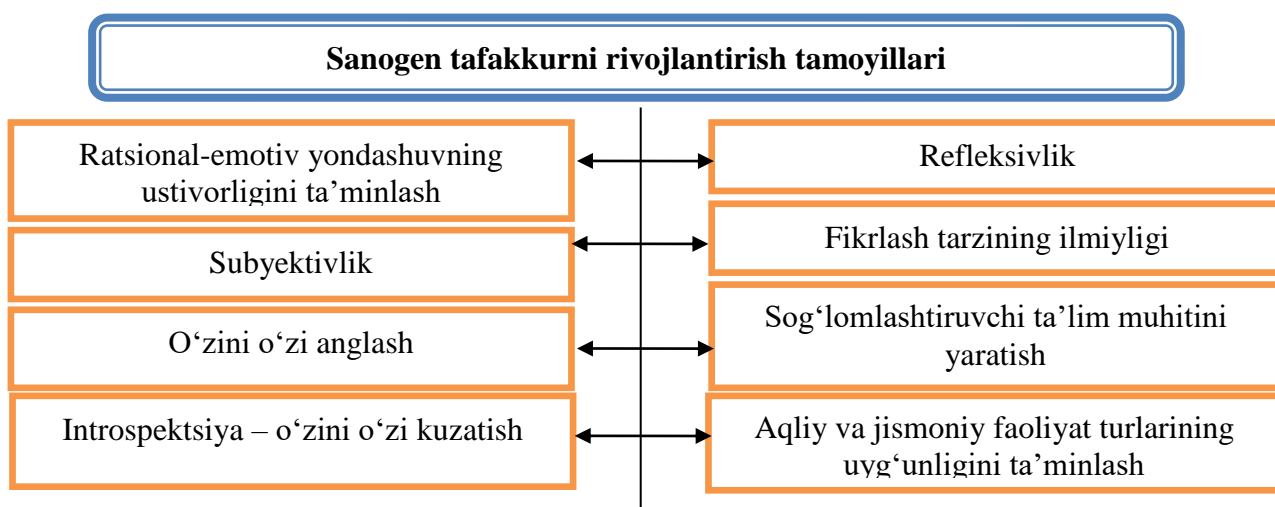 Sanogen tafakkurni rivojlantirish tamoyillari
Ratsional-emotiv yondashuvning
ustivorligini ta’minlash
Refleksivlik
Subyektivlik
Fikrlash tarzining ilmiyligi
O‘zini o‘zi anglash
Sog‘lomlashtiruvchi ta’lim muhitini
yaratish
Introspektsiya – o‘zini o‘zi kuzatish
Aqliy va jismoniy faoliyat turlarining
uyg‘unligini ta’minlash